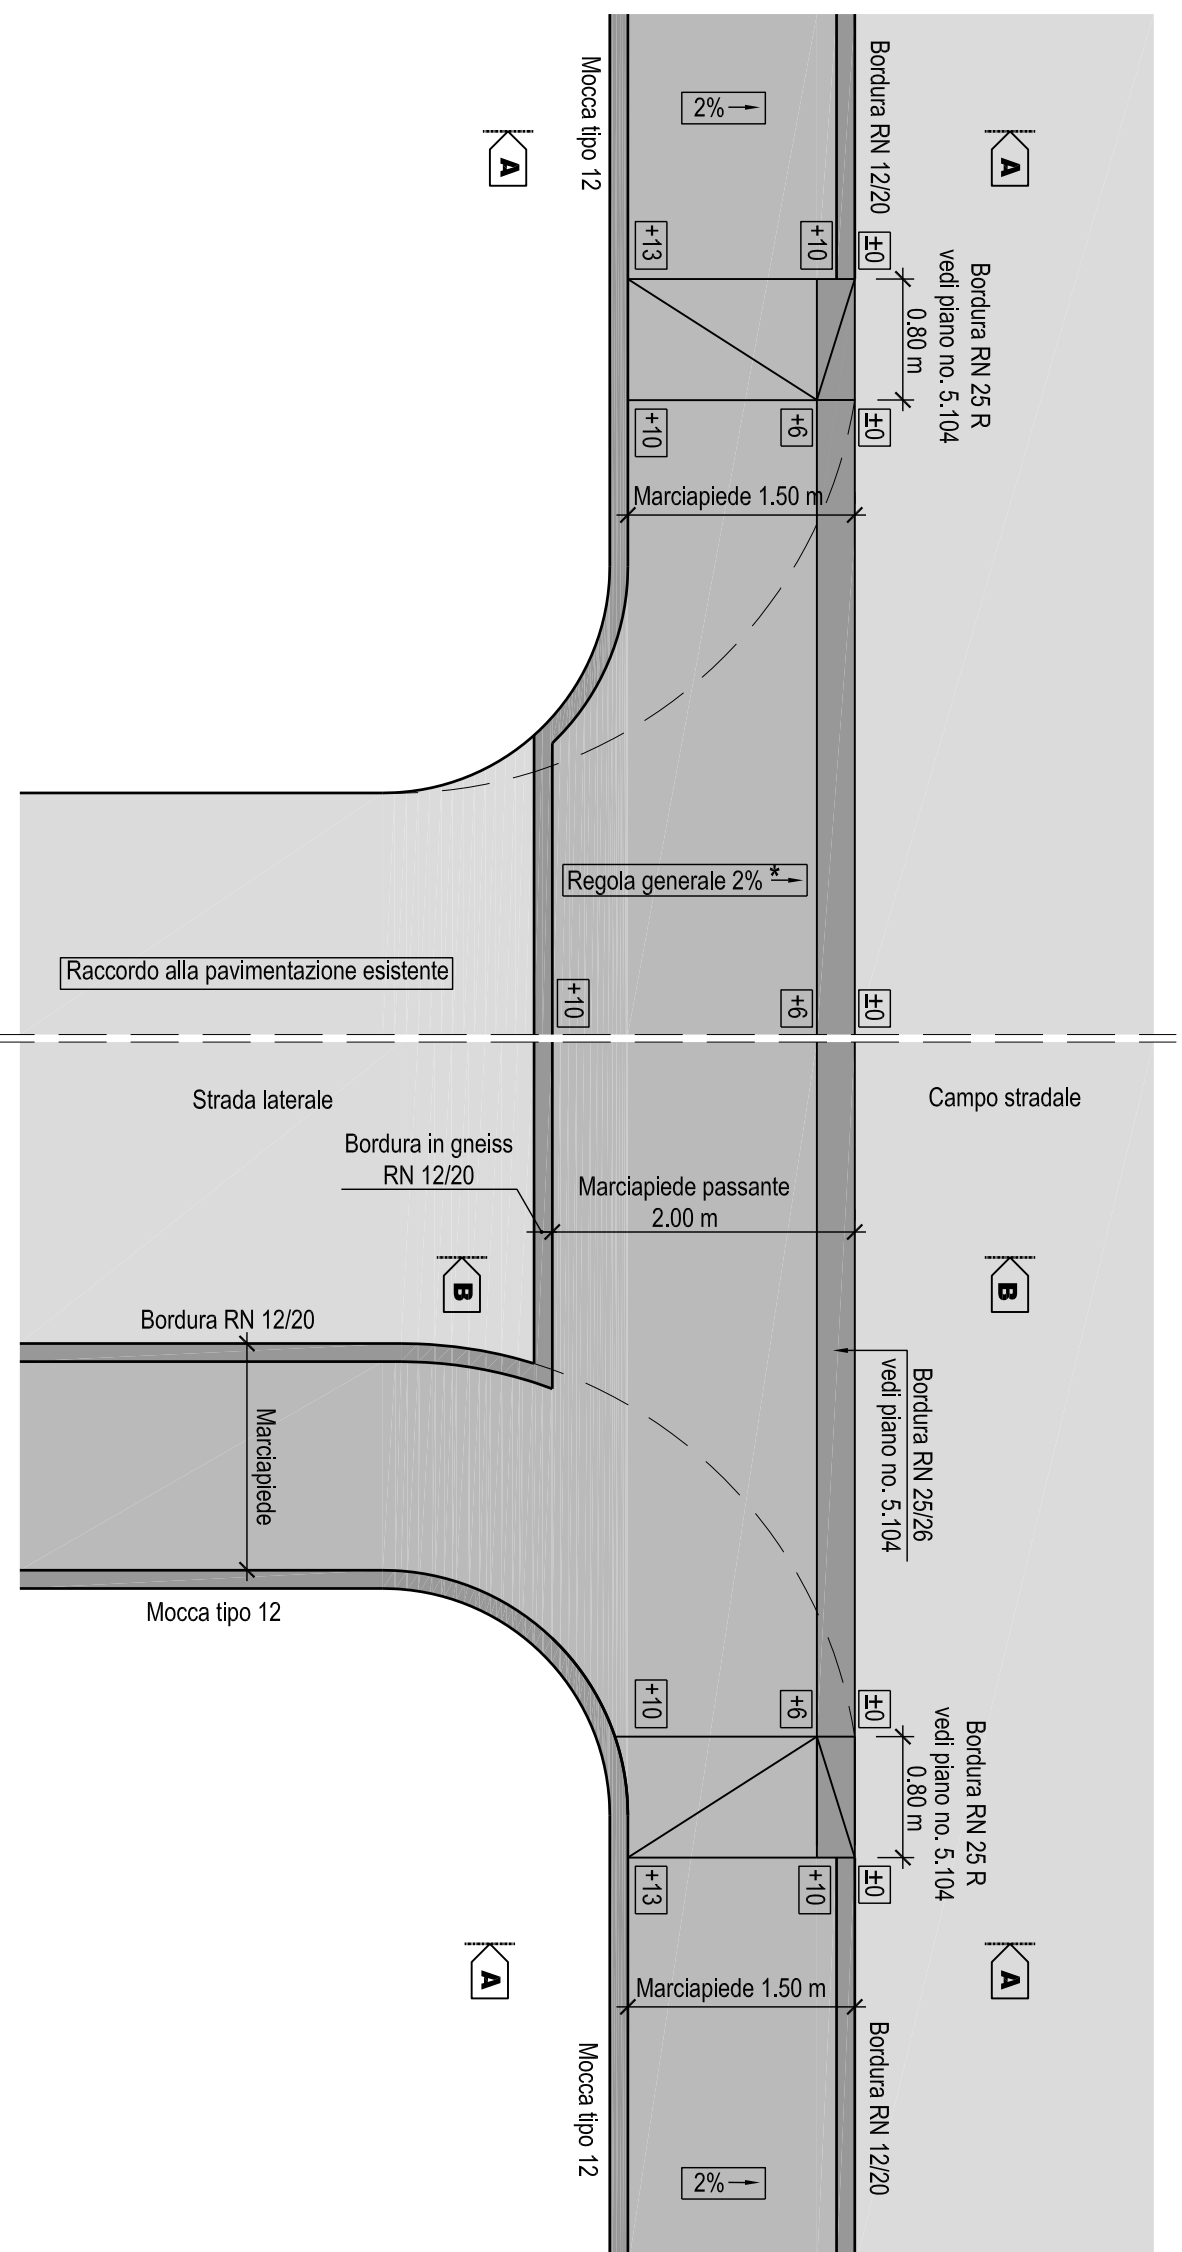 Mocca tipo 12
2%
Bordura RN 12/20
A
A
+13
+10
±0
Bordura RN 25 R
vedi piano no. 5.104
0.80 m
+10
+6
±0
Marciapiede 1.50 m
Regola generale 2% *
Raccordo alla pavimentazione esistente
+10
+6
±0
Strada laterale
Campo stradale
Bordura in gneiss
RN 12/20
Marciapiede passante
2.00 m
B
B
Bordura RN 12/20
Bordura RN 25/26
vedi piano no. 5.104
Marciapiede
Mocca tipo 12
+10
+6
±0
Bordura RN 25 R
vedi piano no. 5.104
0.80 m
+13
+10
±0
A
A
Marciapiede 1.50 m
Mocca tipo 12
Bordura RN 12/20
2%